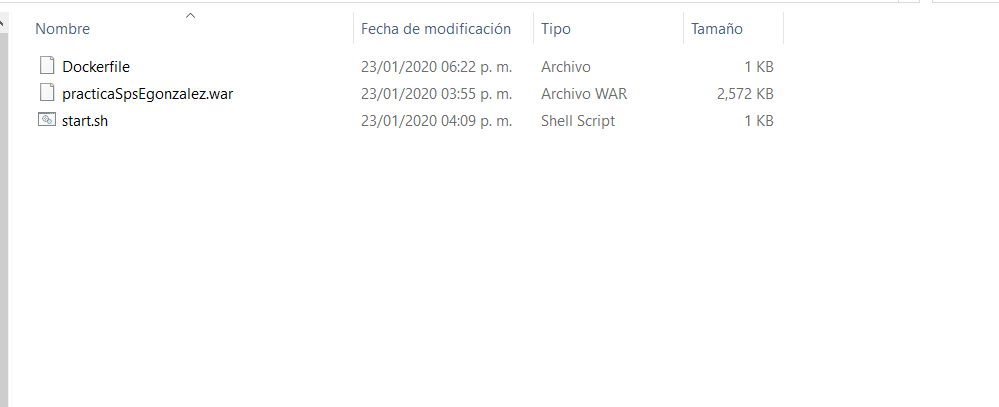 Nombre Fecha de modificación Tipo Tamaño
Dockerfile 23/01/2020 06:22 p. m. Archivo 1 KB
practicaSpsEgonzalez.war 23/01/2020 03:55 p. m. Archivo WAR 2,572 KB
start.sh 23/01/2020 04:09 p. m. Shell Script 1 KB